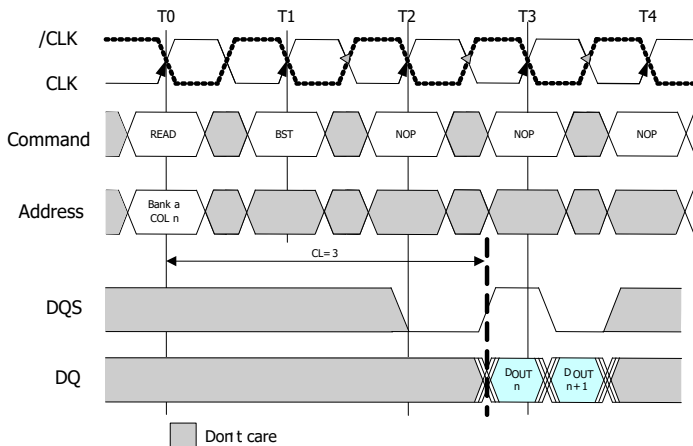 T0 T1 T2 T3 T4
/CLK
CLK
Command READ BST NOP NOP NOP
Address Bank a
COL n
CL=3
DQS
DQ DOUT n DOUT n+1
Don't care